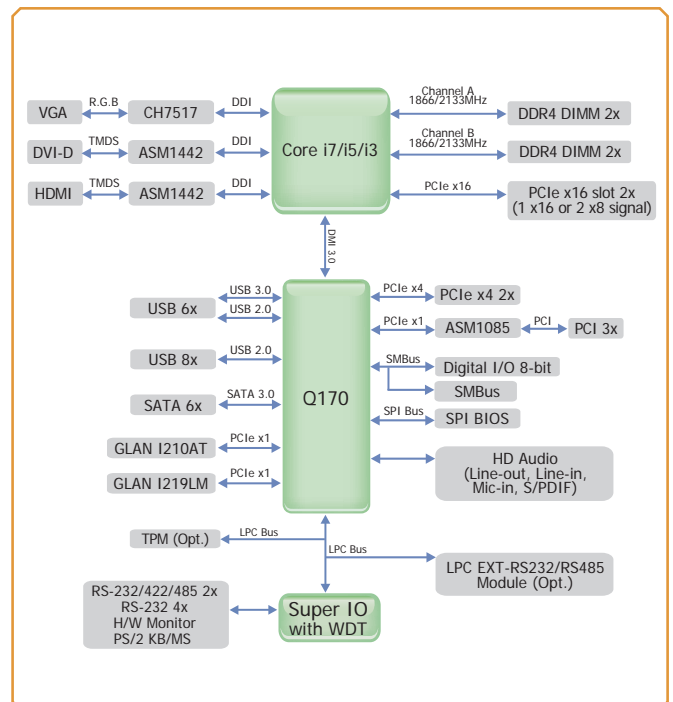 VGA
R.G.B
CH7517
DDI
DVI-D
TMDS
ASM1442
DDI
HDMI
TMDS
ASM1442
DDI
Core i7/i5/i3
Channel A
1866/2133MHz
DDR4 DIMM 2x
Channel B
1866/2133MHz
DDR4 DIMM 2x
PCIe x16
PCIe x16 slot 2x
(1 x16 or 2 x8 signal)
DMI 3.0
USB 6x
USB 3.0
USB 2.0
USB 8x
USB 2.0
SATA 6x
SATA 3.0
GLAN I210AT
PCIe x1
GLAN I219LM
PCIe x1
Q170
PCIe x4
PCIe x4 2x
PCIe x1
ASM1085
PCI
PCI 3x
SMBus
Digital I/O 8-bit
SMBus
SPI Bus
SPI BIOS
HD Audio
(Line-out, Line-in,
Mic-in, S/PDIF)
TPM (Opt.)
LPC Bus
LPC Bus
LPC EXT-RS232/RS485
Module (Opt.)
RS-232/422/485 2x
RS-232 4x
H/W Monitor
PS/2 KB/MS
Super IO
with WDT